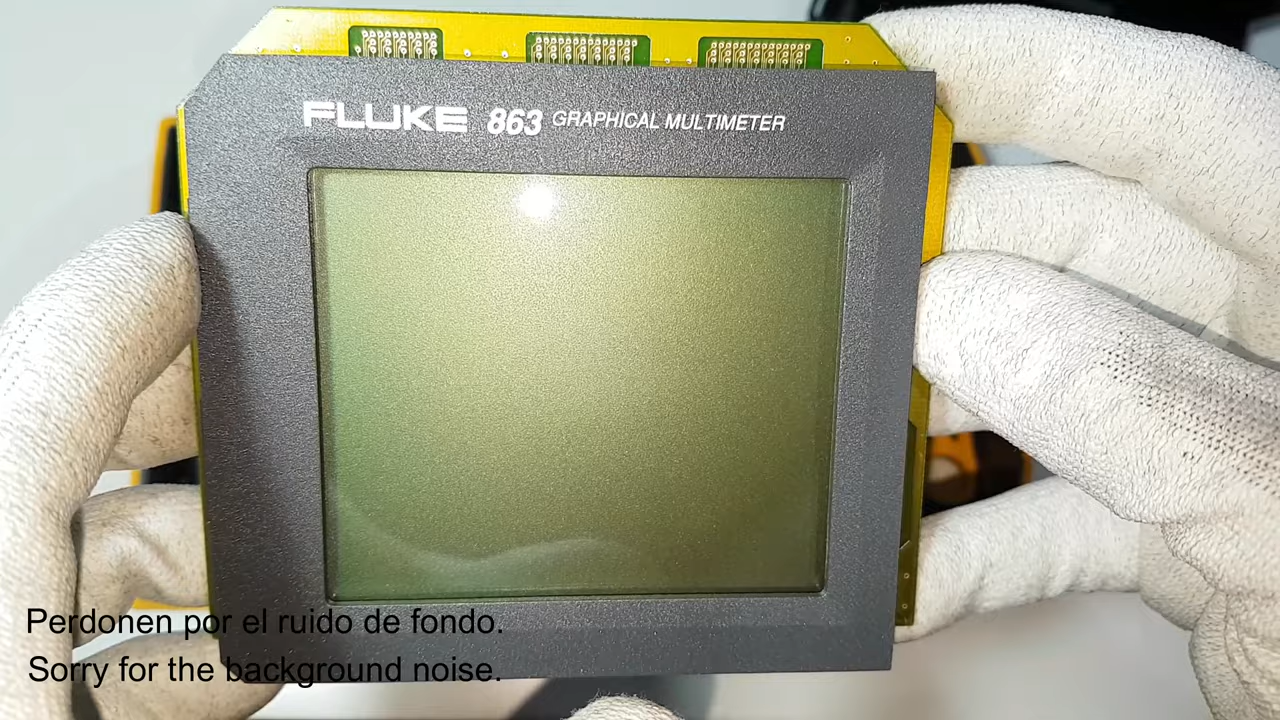 FLUKE 863 GRAPHICAL MULTIMETER
Perdonen por el ruido de fondo.
Sorry for the background noise.